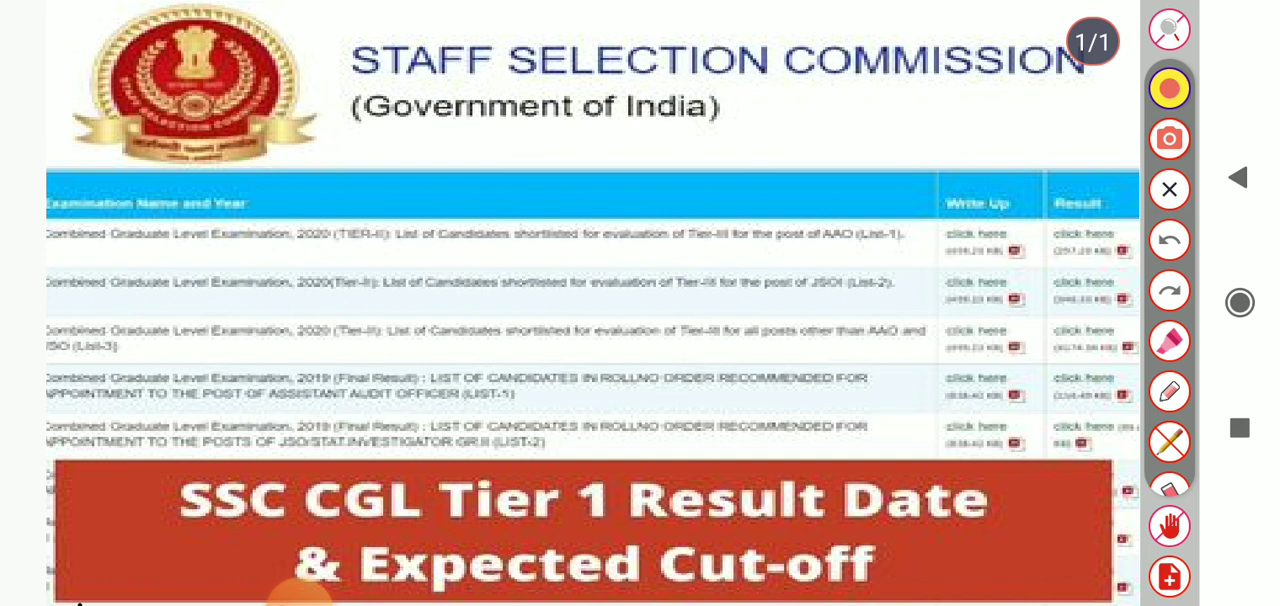 STAFF SELECTION COMMISSION
(Government of India)
1/1
Examination Name and Year
Write Up
Result
Combined Graduate Level Examination, 2020 (TIER-II): List of Candidates shortlisted for evaluation of Tier-III for the post of AAO (List-1).
click here
click here
Combined Graduate Level Examination, 2020(Tier-II): List of Candidates shortlisted for evaluation of Tier-III for the post of JSO (List-2).
click here
click here
Combined Graduate Level Examination, 2020 (Tier-II): List of Candidates shortlisted for evaluation of Tier-III for all posts other than AAO and
JSO (List-3)
click here
click here
Combined Graduate Level Examination, 2019 (Final Result) : LIST OF CANDIDATES IN ROLLNO ORDER RECOMMENDED FOR
APPOINTMENT TO THE POST OF ASSISTANT AUDIT OFFICER (LIST-1)
click here
click here
Combined Graduate Level Examination, 2019 (Final Result) : LIST OF CANDIDATES IN ROLLNO ORDER RECOMMENDED FOR
APPOINTMENT TO THE POSTS OF JSO/STAT.INVESTIGATOR GR.II (LIST-2)
click here
click here
SSC CGL Tier 1 Result Date
& Expected Cut-off